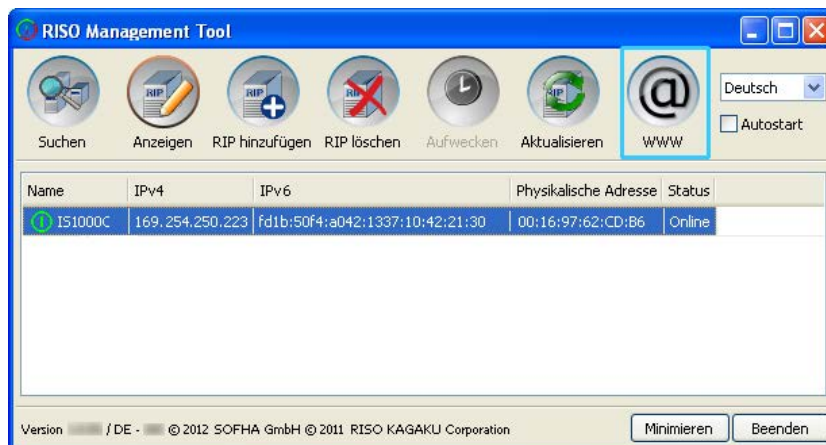 RISO Management Tool
Suchen Anzeigen RIP hinzufügen RIP löschen Aufwecken Aktualisieren WWW
Deutsch
Autostart
Name IPv4 IPv6 Physikalische Adresse Status
IS1000C 169.254.250.223 fd1b:50f4:a042:1337:10:42:21:30 00:16:97:62:CD:B6 Online
Version / DE - © 2012 SOFHA GmbH © 2011 RISO KAGAKU Corporation
Minimieren Beenden